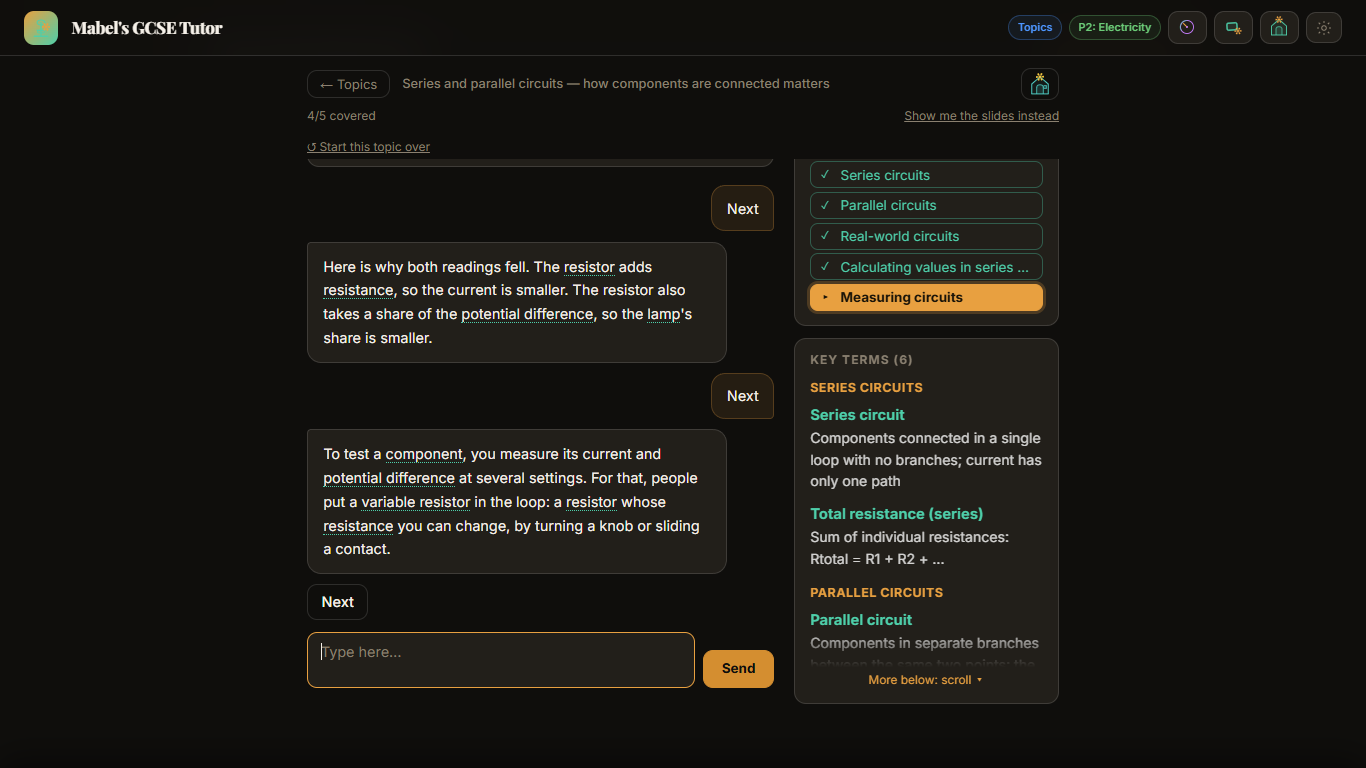 Mabel's GCSE Tutor
Topics
P2: Electricity
← Topics
Series and parallel circuits — how components are connected matters
4/5 covered
Show me the slides instead
↺ Start this topic over
Next
Here is why both readings fell. The resistor adds
resistance, so the current is smaller. The resistor also
takes a share of the potential difference, so the lamp's
share is smaller.
Next
To test a component, you measure its current and
potential difference at several settings. For that, people
put a variable resistor in the loop: a resistor whose
resistance you can change, by turning a knob or sliding
a contact.
Next
Type here...
Send
✓ Series circuits
✓ Parallel circuits
✓ Real-world circuits
✓ Calculating values in series ...
▸ Measuring circuits
KEY TERMS (6)
SERIES CIRCUITS
Series circuit
Components connected in a single
loop with no branches; current has
only one path
Total resistance (series)
Sum of individual resistances:
Rtotal = R1 + R2 + ...
PARALLEL CIRCUITS
Parallel circuit
Components in separate branches
between the same two points; the
More below: scroll ▾